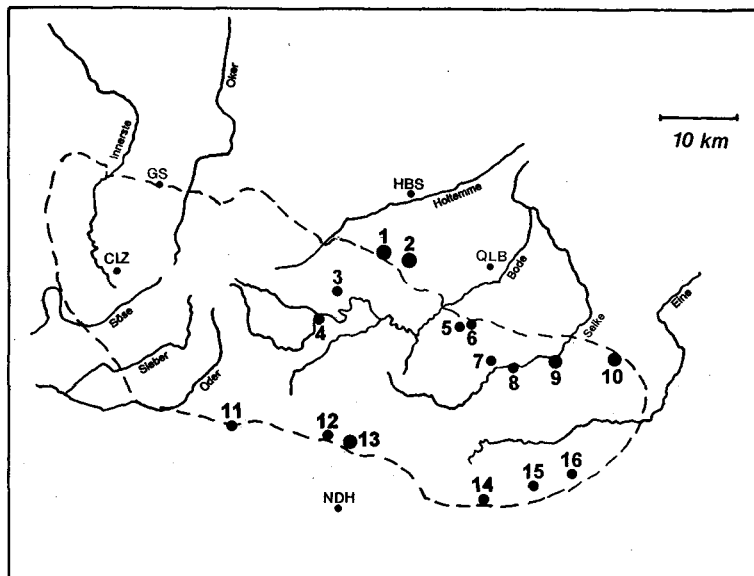 Innerste
Oker
10 km
GS
HBS
Holtemme
CLZ
1
2
QLB
Bode
3
Söse
4
5
6
Selke
Eine
Sieber
Oder
7
8
9
10
11
12
13
14
15
16
NDH